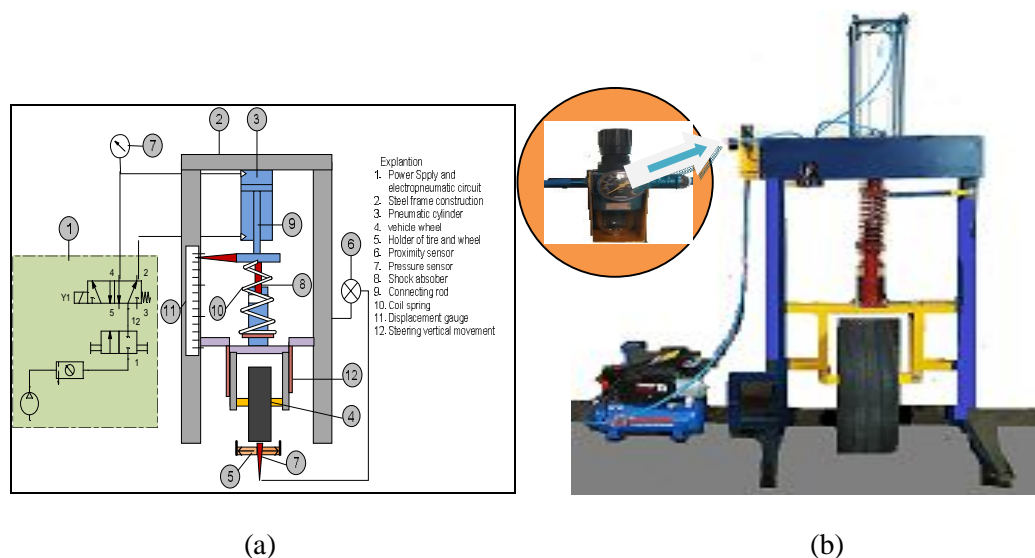 2
3
7
Explantion
1. Power Spply and
electropneumatic circuit
2. Steel frame construction
3. Pneumatic cylinder
4. vehicle wheel
5. Holder of tire and wheel
6. Proximity sensor
7. Pressure sensor
8. Shock absober
9. Connecting rod
10. Coil spring
11. Displacement gauge
12. Steering vertical movement
1
9
6
4 2
Y1
5 3
12
1
8
10
11
12
4
5
7
(a)
(b)